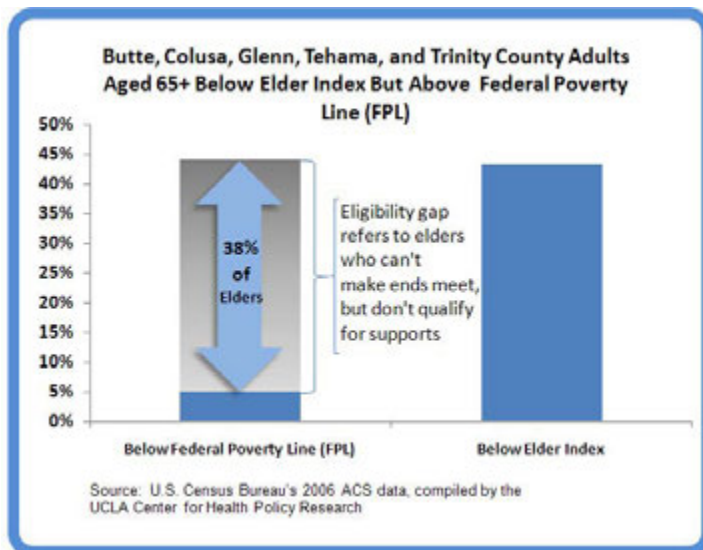 Butte, Colusa, Glenn, Tehama, and Trinity County Adults
Aged 65+ Below Elder Index But Above Federal Poverty
Line (FPL)
50%
45%
40%
35%
30%
25%
20%
15%
10%
5%
0%
38%
of
Elders
Eligibility gap
refers to elders
who can't
make ends meet,
but don't qualify
for supports
Below Federal Poverty Line (FPL)
Below Elder Index
Source: U.S. Census Bureau's 2006 ACS data, compiled by the
UCLA Center for Health Policy Research